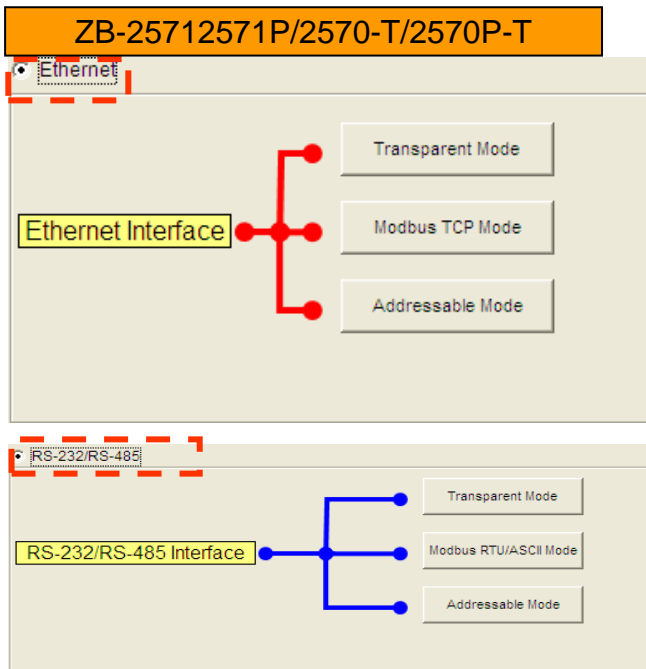 ZB-25712571P/2570-T/2570P-T
Ethernet
Transparent Mode
Ethernet Interface
Modbus TCP Mode
Addressable Mode
RS-232/RS-485
Transparent Mode
RS-232/RS-485 Interface
Modbus RTU/ASCII Mode
Addressable Mode